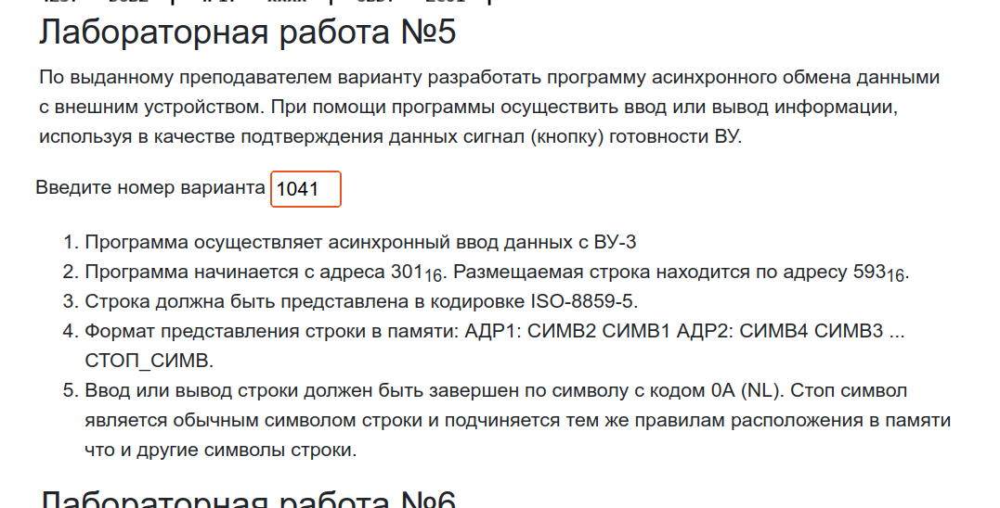 Лабораторная работа №5
По выданному преподавателем варианту разработать программу асинхронного обмена данными
с внешним устройством. При помощи программы осуществить ввод или вывод информации,
используя в качестве подтверждения данных сигнал (кнопку) готовности ВУ.
Введите номер варианта 1041
1. Программа осуществляет асинхронный ввод данных с ВУ-3
2. Программа начинается с адреса 301₁₆. Размещаемая строка находится по адресу 593₁₆.
3. Строка должна быть представлена в кодировке ISO-8859-5.
4. Формат представления строки в памяти: АДР1: СИМВ2 СИМВ1 АДР2: СИМВ4 СИМВ3 ...
СТОП_СИМВ.
5. Ввод или вывод строки должен быть завершен по символу с кодом 0A (NL). Стоп символ
является обычным символом строки и подчиняется тем же правилам расположения в памяти
что и другие символы строки.
Лабораторная работа №6